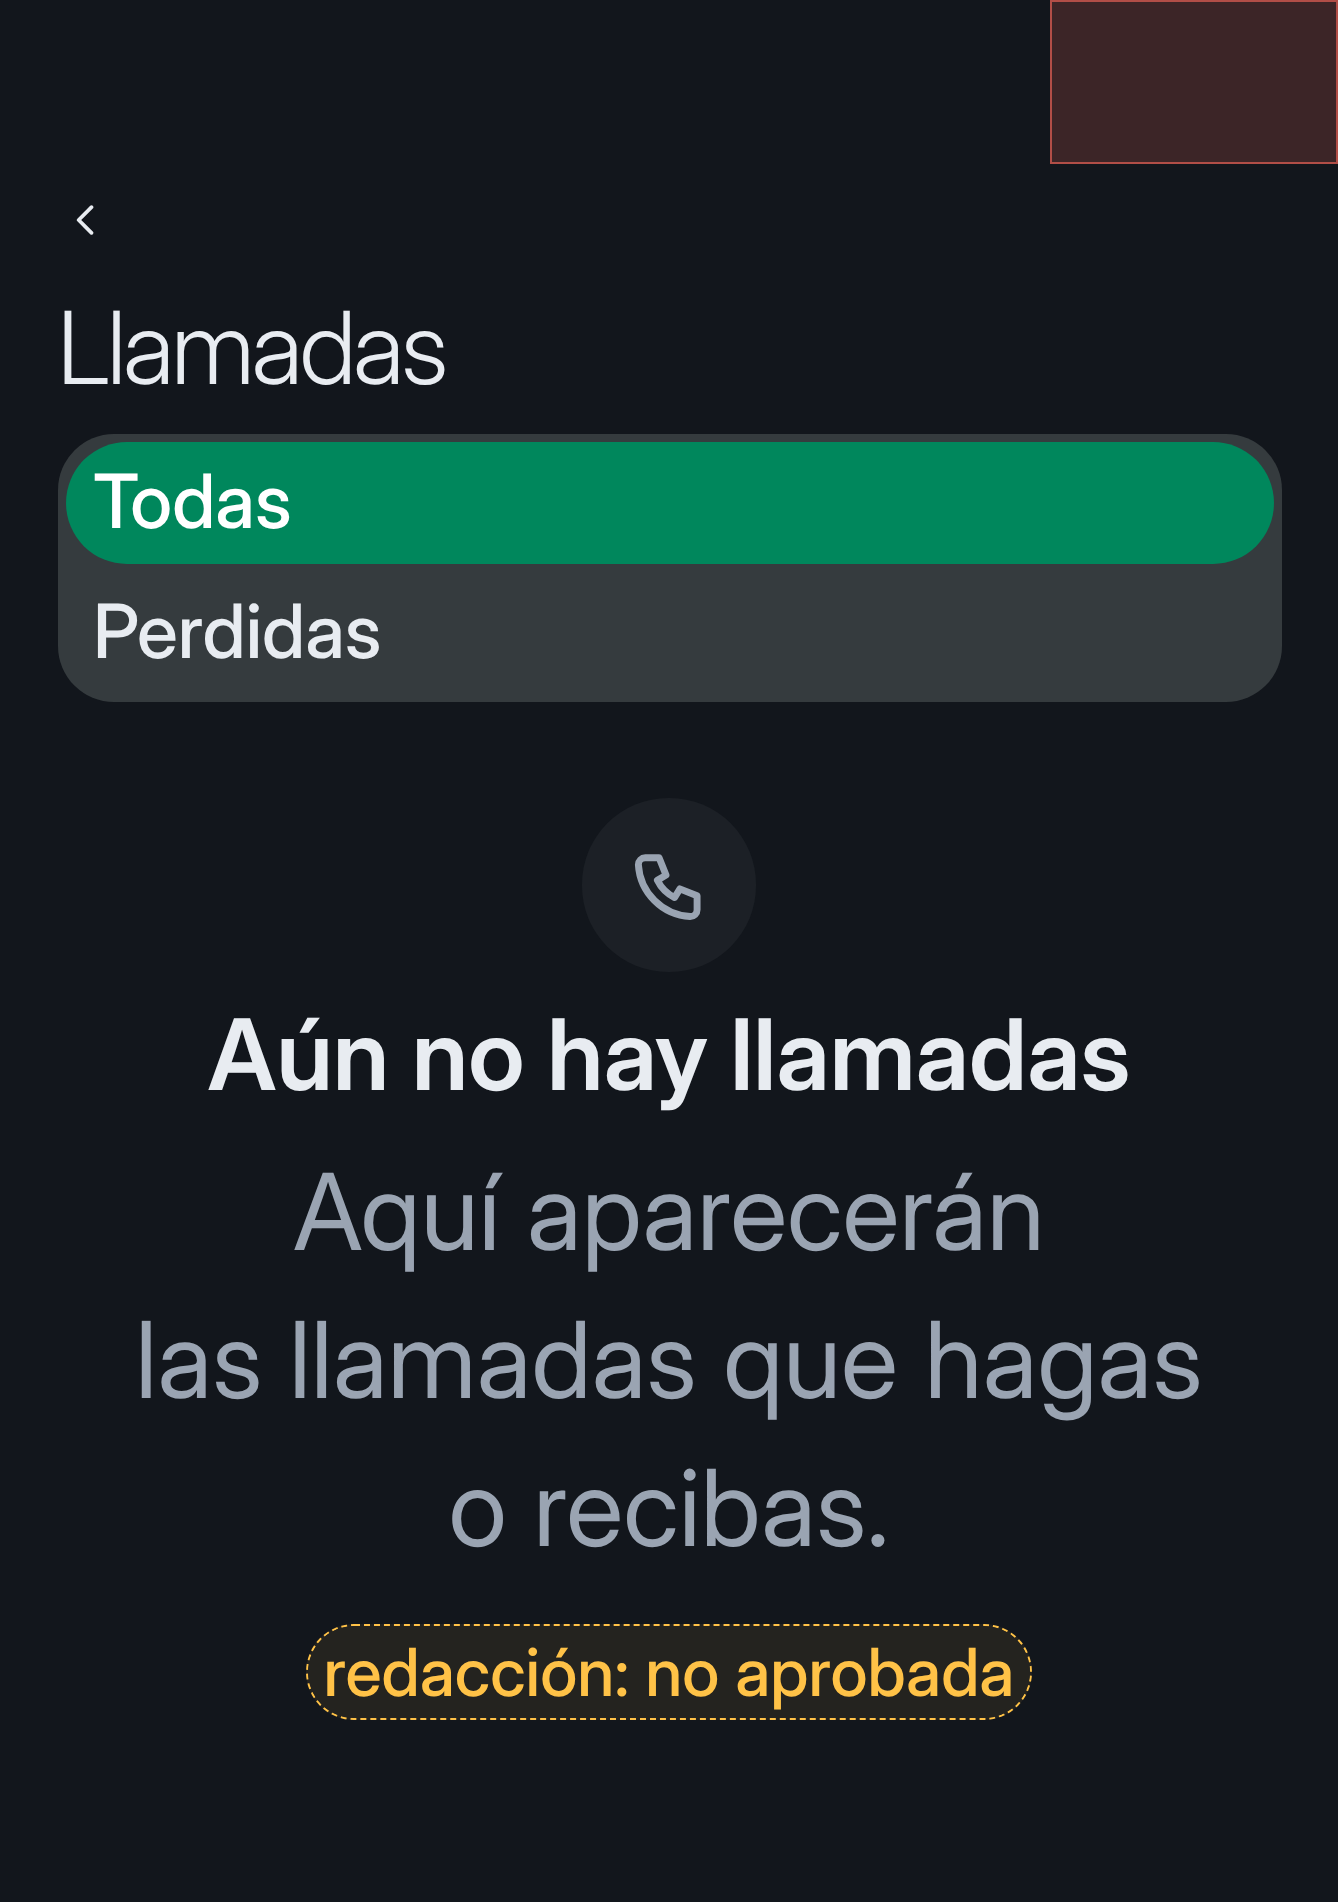 Llamadas
Todas
Perdidas
Aún no hay llamadas
Aquí aparecerán
las llamadas que hagas
o recibas.
redacción: no aprobada